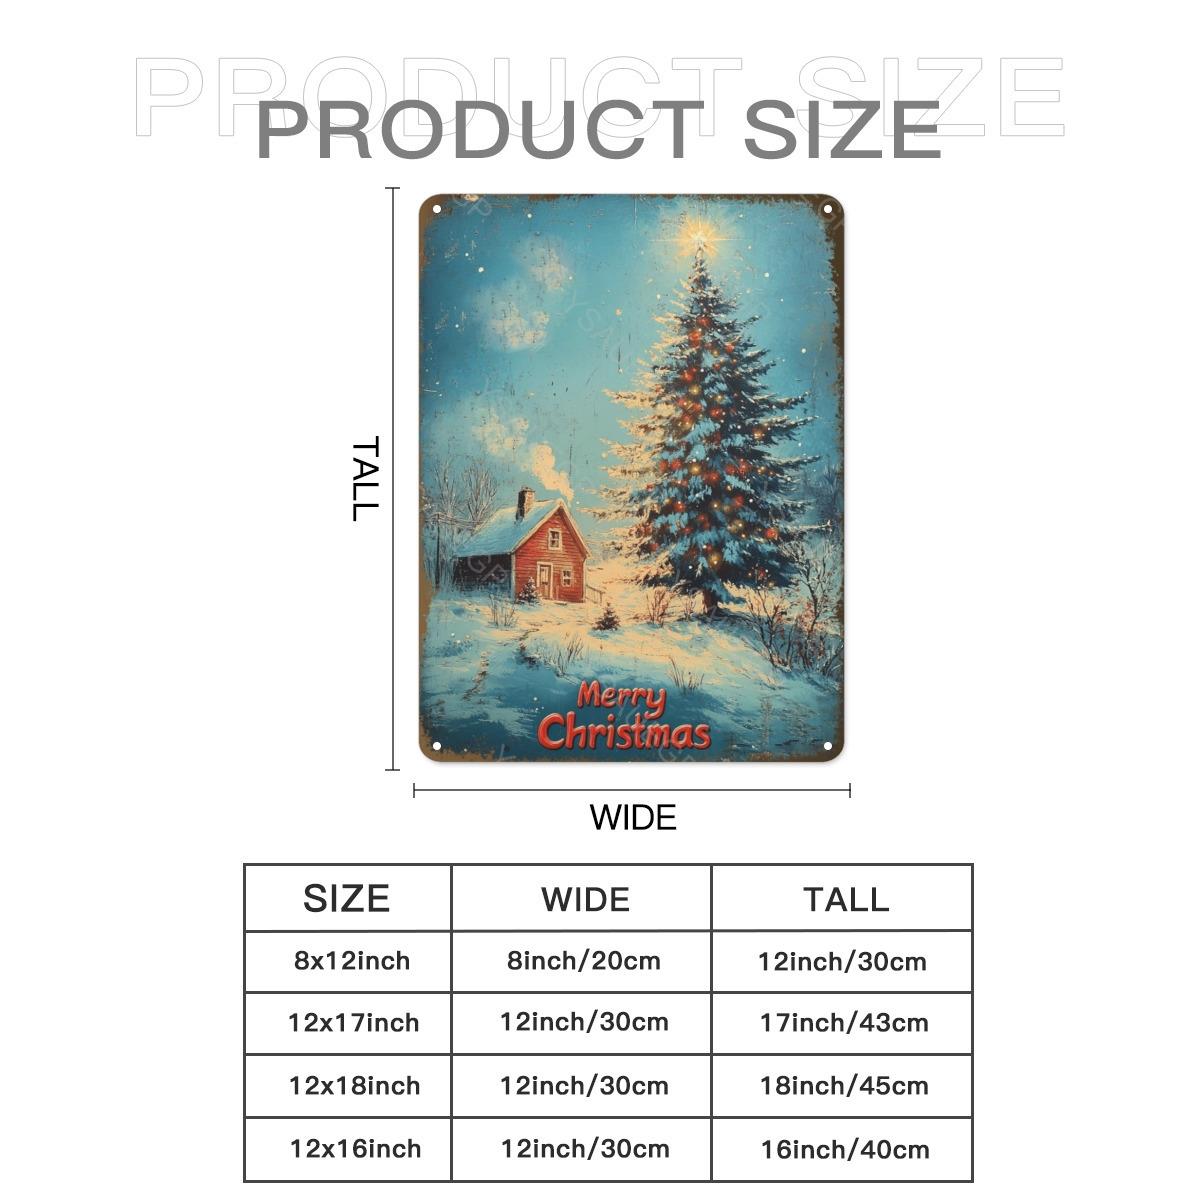 PRODUCT SIZE
PRODUCT SIZE
TALL
Merry
Christmas
WIDE
SIZE WIDE TALL
8x12inch 8inch/20cm 12inch/30cm
12x17inch 12inch/30cm 17inch/43cm
12x18inch 12inch/30cm 18inch/45cm
12x16inch 12inch/30cm 16inch/40cm